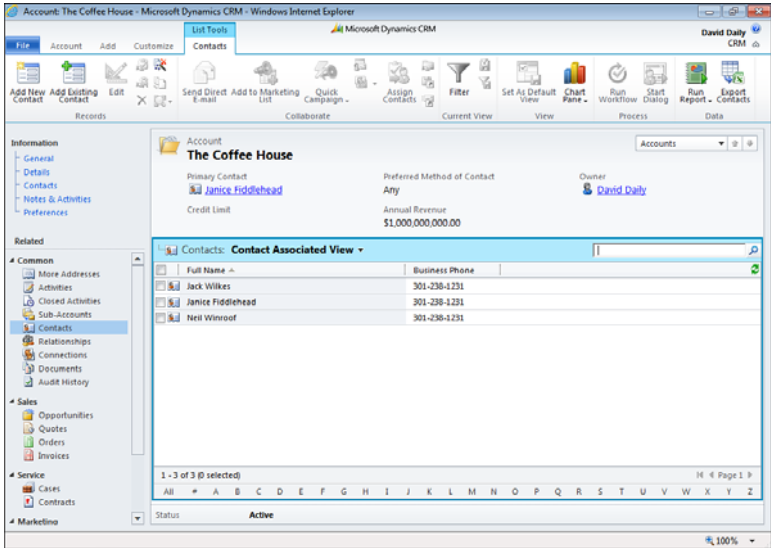 Account: The Coffee House - Microsoft Dynamics CRM - Windows Internet Explorer
List Tools
Microsoft Dynamics CRM
David Daily
CRM
File
Account
Add
Customize
Contacts
Add New Contact
Add Existing Contact
Edit
Send Direct E-mail
Add to Marketing List
Quick Campaign
Assign Contacts
Filter
Set As Default View
Chart Pane
Run Workflow
Start Dialog
Run Report
Export Contacts
Records
Collaborate
Current View
View
Process
Data
Information
General
Details
Contacts
Notes & Activities
Preferences
Related
Common
More Addresses
Activities
Closed Activities
Sub-Accounts
Contacts
Relationships
Connections
Documents
Audit History
Sales
Opportunities
Quotes
Orders
Invoices
Service
Cases
Contracts
Marketing
Account
The Coffee House
Accounts
Primary Contact
Janice Fiddlehead
Preferred Method of Contact
Any
Owner
David Daily
Credit Limit
Annual Revenue
$1,000,000,000.00
Contacts: Contact Associated View
Full Name
Business Phone
Jack Wilkes 301-238-1231
Janice Fiddlehead 301-238-1231
Neil Winroof 301-238-1231
1 - 3 of 3 (0 selected)
Page 1
All # A B C D E F G H I J K L M N O P Q R S T U V W X Y Z
Status
Active
100%